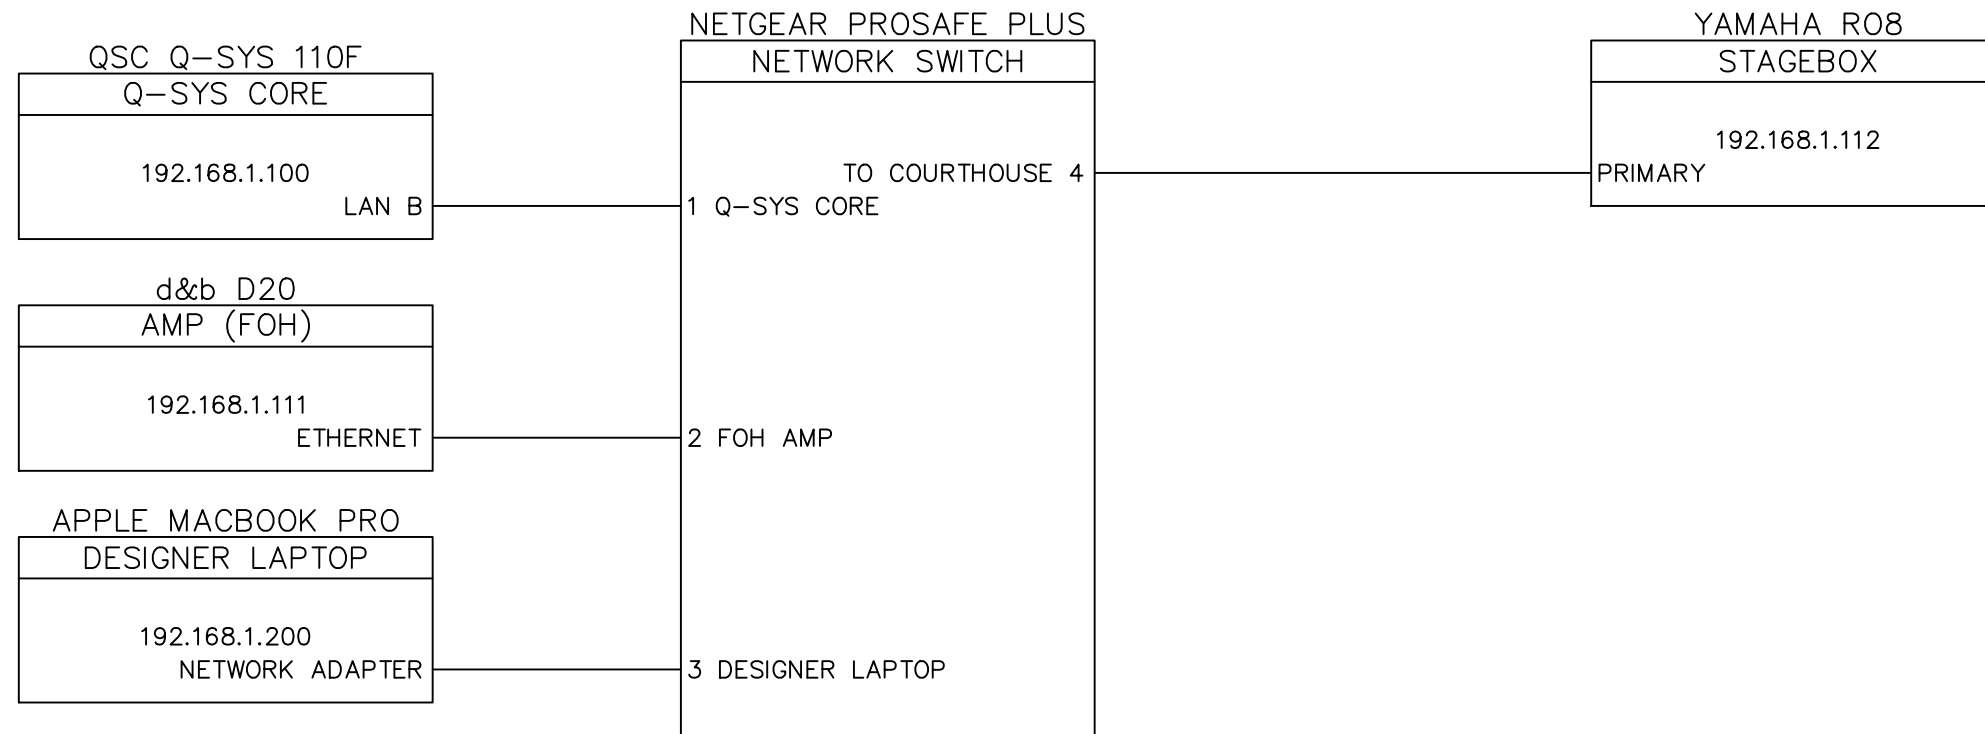 QSC Q-SYS 110F
Q-SYS CORE
192.168.1.100
LAN B
d&b D20
AMP (FOH)
192.168.1.111
ETHERNET
APPLE MACBOOK PRO
DESIGNER LAPTOP
192.168.1.200
NETWORK ADAPTER
NETGEAR PROSAFE PLUS
NETWORK SWITCH
TO COURTHOUSE 4
1 Q-SYS CORE
2 FOH AMP
3 DESIGNER LAPTOP
YAMAHA RO8
STAGEBOX
192.168.1.112
PRIMARY